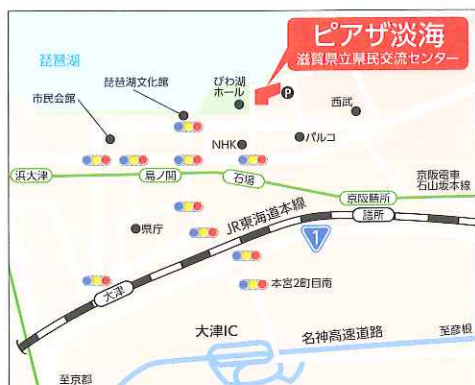 ピアザ淡海
滋賀県立県民交流センター
琵琶湖
琵琶湖文化館
びわ湖
ホール
P
西武
市民会館
NHK
パルコ
浜大津
島ノ関
石場
京阪電車
石山坂本線
京阪膳所
県庁
JR東海道本線
1
膳所
大津
本宮2町目南
大津IC
名神高速道路
至彦根
至京都